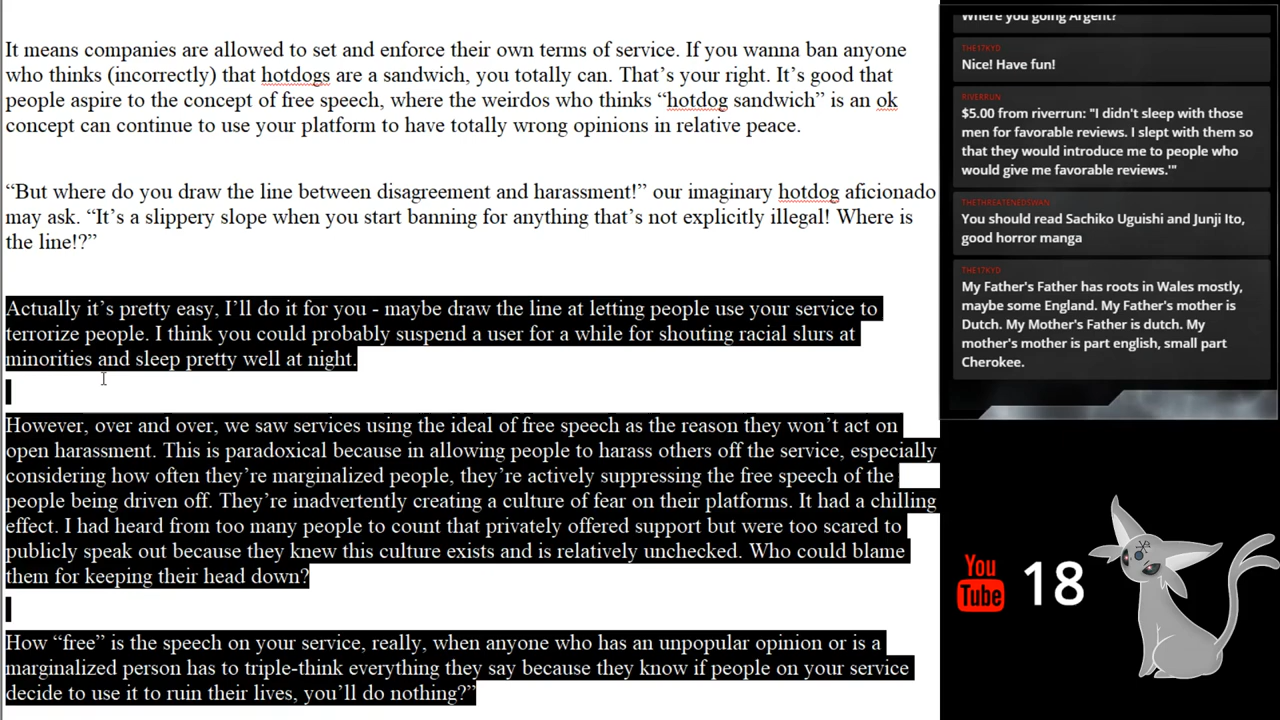 It means companies are allowed to set and enforce their own terms of service. If you wanna ban anyone
who thinks (incorrectly) that hotdogs are a sandwich, you totally can. That’s your right. It’s good that
people aspire to the concept of free speech, where the weirdos who thinks “hotdog sandwich” is an ok
concept can continue to use your platform to have totally wrong opinions in relative peace.
“But where do you draw the line between disagreement and harassment!” our imaginary hotdog aficionado
may ask. “It’s a slippery slope when you start banning for anything that’s not explicitly illegal! Where is
the line!?”
Actually it’s pretty easy, I’ll do it for you - maybe draw the line at letting people use your service to
terrorize people. I think you could probably suspend a user for a while for shouting racial slurs at
minorities and sleep pretty well at night.
However, over and over, we saw services using the ideal of free speech as the reason they won’t act on
open harassment. This is paradoxical because in allowing people to harass others off the service, especially
considering how often they’re marginalized people, they’re actively suppressing the free speech of the
people being driven off. They’re inadvertently creating a culture of fear on their platforms. It had a chilling
effect. I had heard from too many people to count that privately offered support but were too scared to
publicly speak out because they knew this culture exists and is relatively unchecked. Who could blame
them for keeping their head down?
How “free” is the speech on your service, really, when anyone who has an unpopular opinion or is a
marginalized person has to triple-think everything they say because they know if people on your service
decide to use it to ruin their lives, you’ll do nothing?”
Where you going Argent?
THE17KYD
Nice! Have fun!
RIVERRUN
$5.00 from riverrun: "I didn't sleep with those
men for favorable reviews. I slept with them so
that they would introduce me to people who
would give me favorable reviews.'"
THETHREATENEDSWAN
You should read Sachiko Uguishi and Junji Ito,
good horror manga
THE17KYD
My Father's Father has roots in Wales mostly,
maybe some England. My Father's mother is
Dutch. My Mother's Father is dutch. My
mother's mother is part english, small part
Cherokee.
You
Tube
18